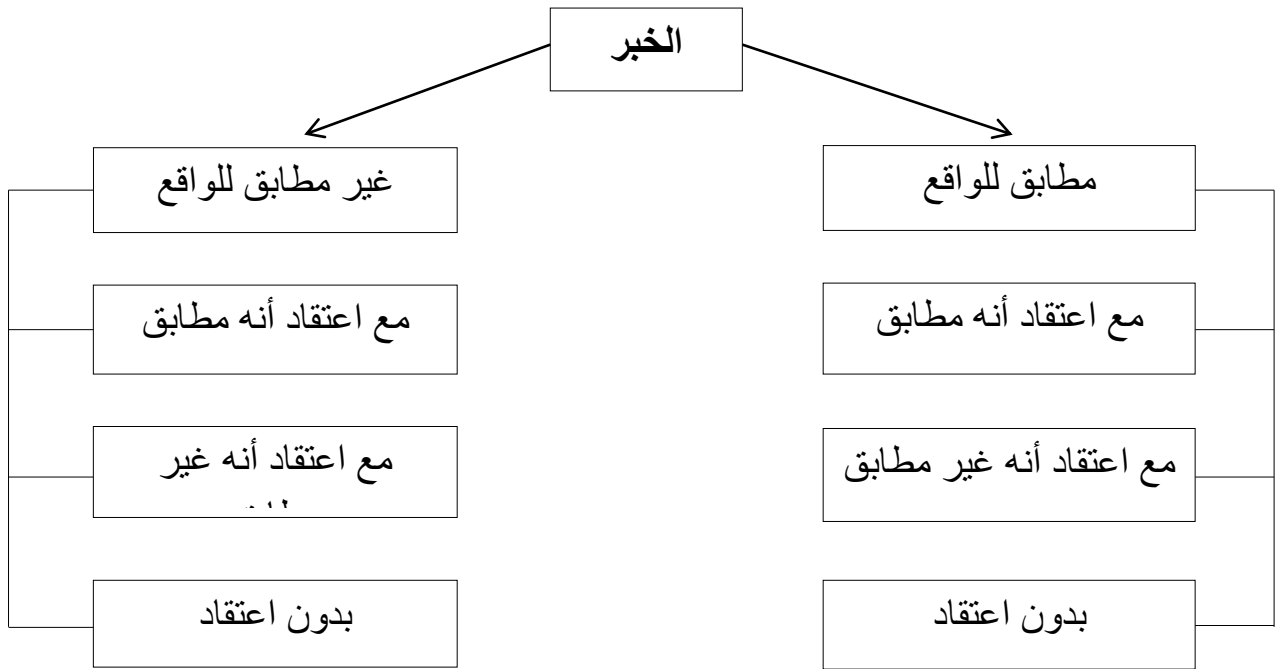 الخبر
مطابق للواقع
مع اعتقاد أنه مطابق
مع اعتقاد أنه غير مطابق
بدون اعتقاد
غير مطابق للواقع
مع اعتقاد أنه مطابق
مع اعتقاد أنه غير
بدون اعتقاد